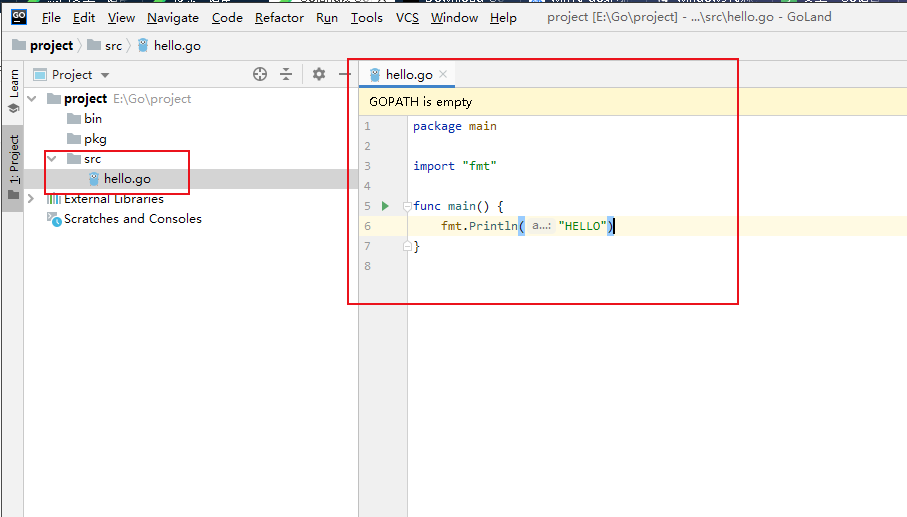 GO File Edit View Navigate Code Refactor Run Tools VCS Window Help project [E:\Go\project] - ...\src\hello.go - GoLand
project src hello.go
Learn
1: Project
Project
project E:\Go\project
bin
pkg
src
hello.go
External Libraries
Scratches and Consoles
hello.go
GOPATH is empty
1 package main
2
3 import "fmt"
4
5 func main() {
6 fmt.Println( a...: "HELLO")
7 }
8